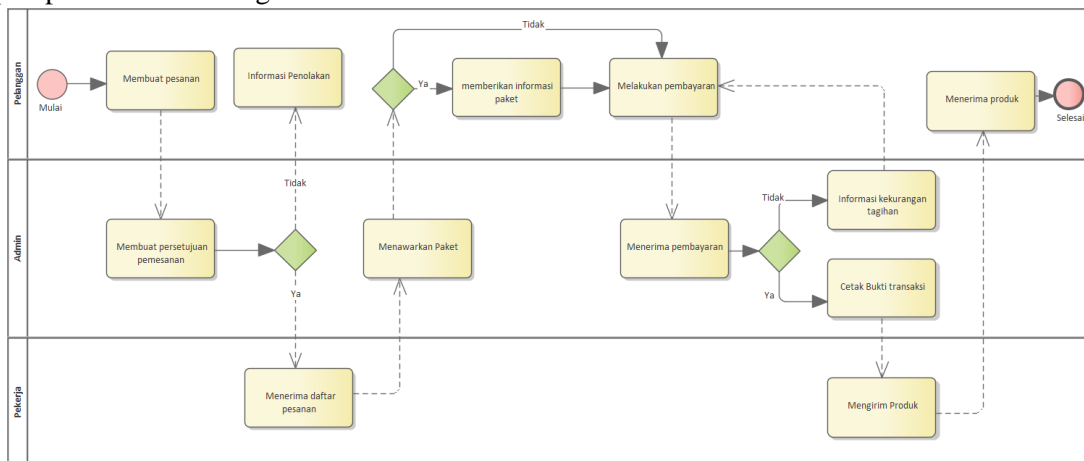 Pelanggan
Mulai
Membuat pesanan
Informasi Penolakan
Tidak
Ya
memberikan informasi
paket
Melakukan pembayaran
Menerima produk
Selesai
Admin
Membuat persetujuan
pemesanan
Tidak
Ya
Menawarkan Paket
Menerima pembayaran
Tidak
Ya
Informasi kekurangan
tagihan
Cetak Bukti transaksi
Pekerja
Menerima daftar
pesanan
Mengirim Produk